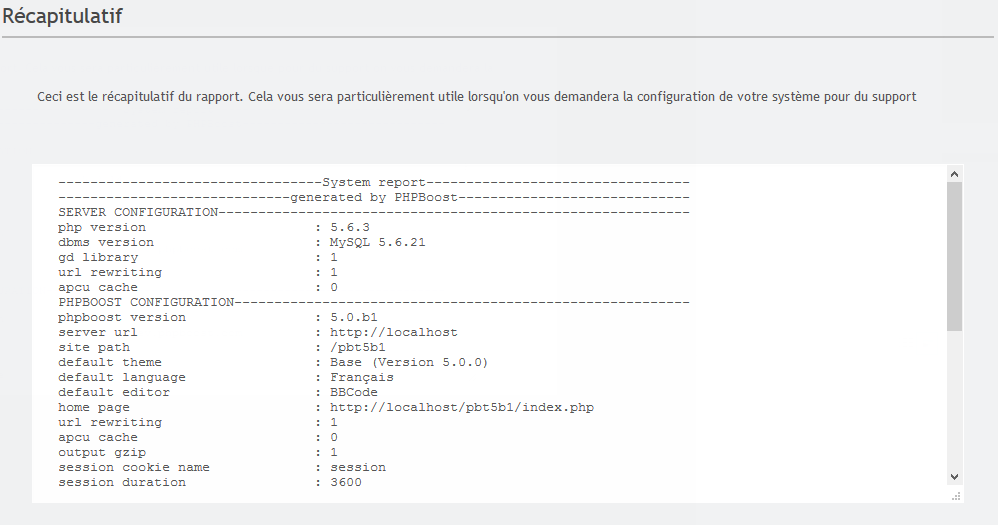 Récapitulatif
Ceci est le récapitulatif du rapport. Cela vous sera particulièrement utile lorsqu'on vous demandera la configuration de votre système pour du support
---------------------------------System report---------------------------------
-----------------------------generated by PHPBoost-----------------------------
SERVER CONFIGURATION-----------------------------------------------------------
php version                     : 5.6.3
dbms version                    : MySQL 5.6.21
gd library                      : 1
url rewriting                   : 1
apcu cache                      : 0
PHPBOOST CONFIGURATION---------------------------------------------------------
phpboost version                : 5.0.b1
server url                      : http://localhost
site path                       : /pbt5b1
default theme                   : Base (Version 5.0.0)
default language                : Français
default editor                  : BBCode
home page                       : http://localhost/pbt5b1/index.php
url rewriting                   : 1
apcu cache                      : 0
output gzip                     : 1
session cookie name             : session
session duration                : 3600